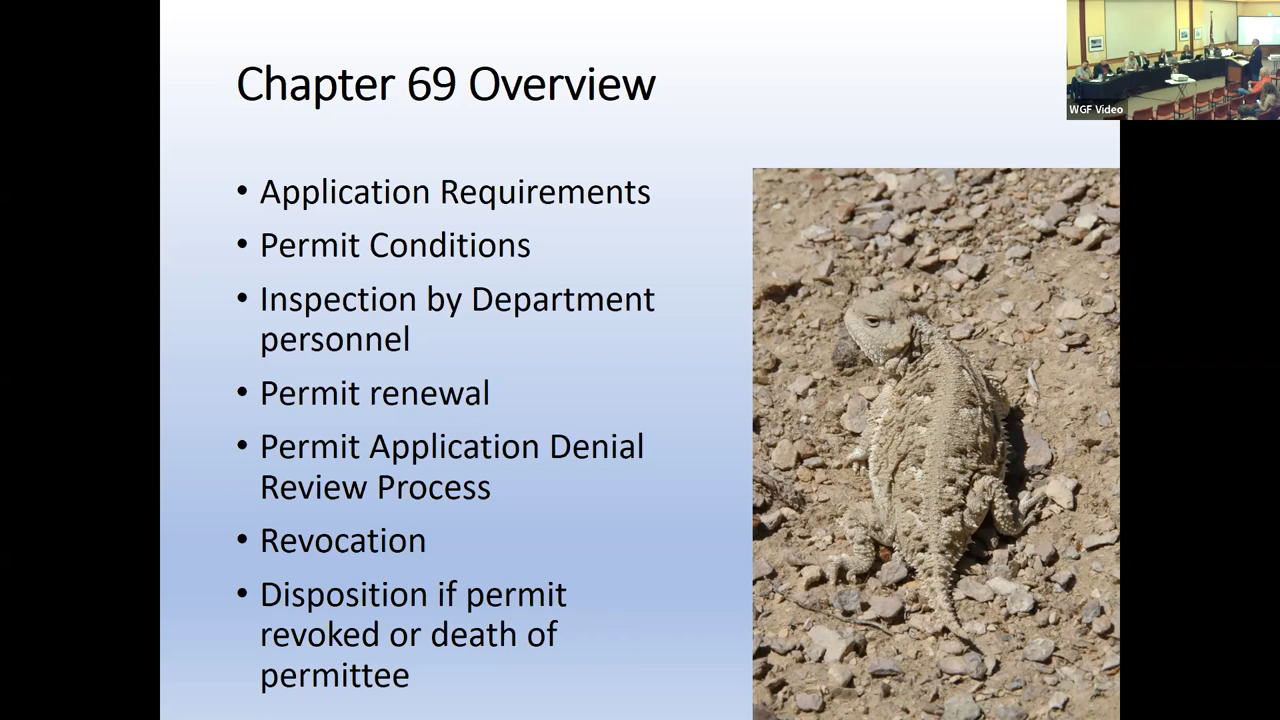 Chapter 69 Overview
WGF Video
• Application Requirements
• Permit Conditions
• Inspection by Department
personnel
• Permit renewal
• Permit Application Denial
Review Process
• Revocation
• Disposition if permit
revoked or death of
permittee